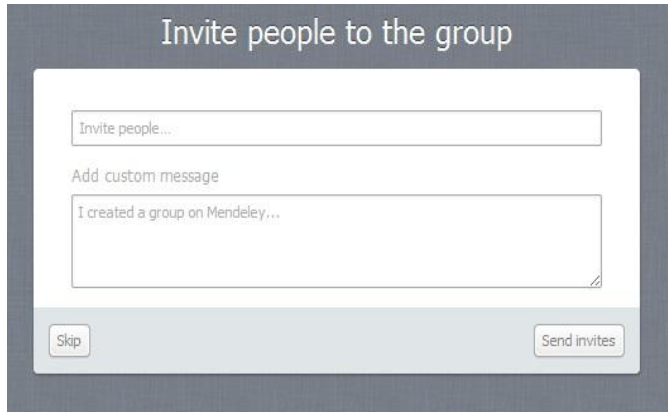 Invite people to the group
Invite people...
Add custom message
I created a group on Mendeley...
Skip
Send invites